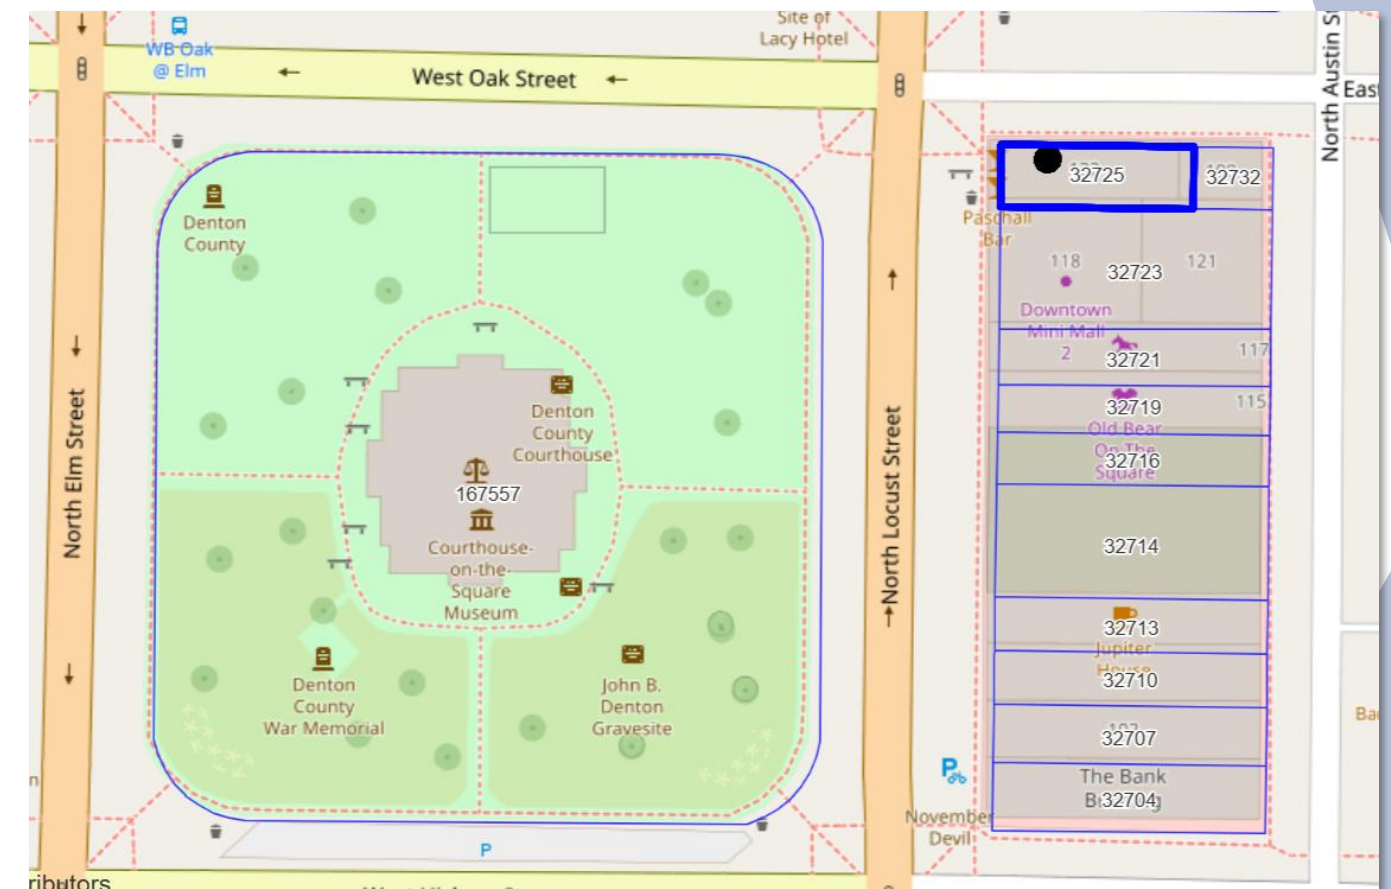 Site of
Lacy Hotel
WB Oak
@ Elm
West Oak Street
North Austin S
Eas
Denton
County
32725
32732
Paschall
Bar
118
32723
121
Downtown
Mini Mall
2
32721
117
32719
115
Old Bear
On The
Square
32716
North Elm Street
Denton
County
Courthouse
167557
Courthouse-
on-the-
Square
Museum
North Locust Street
32714
32713
Jupiter
House
32710
Denton
County
War Memorial
John B.
Denton
Gravesite
Ba
32707
P
The Bank
32704
November
Devil
P
n
ributors